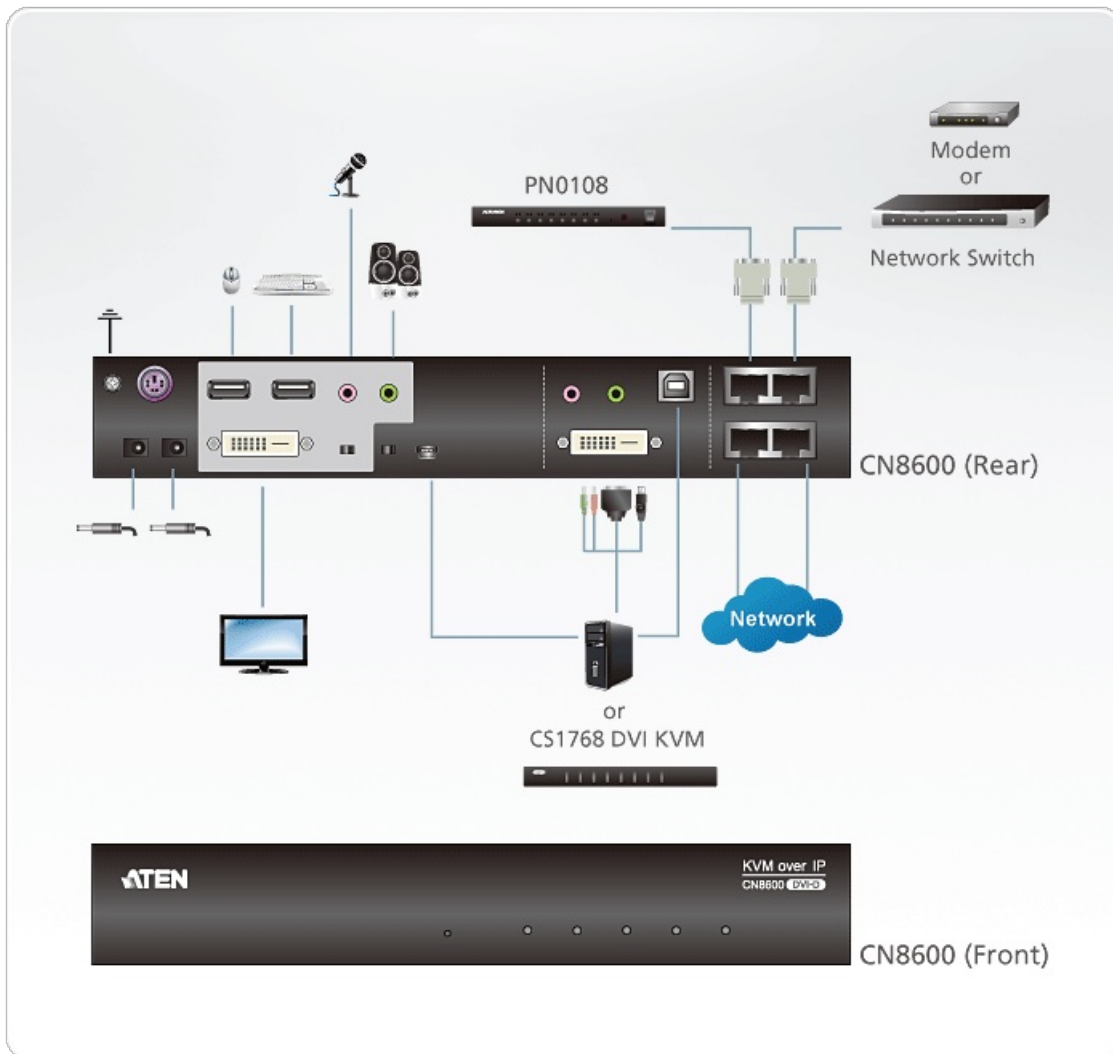 Modem
or
PN0108
Network Switch
CN8600 (Rear)
Network
or
CS1768 DVI KVM
ATEN
KVM over IP
CN8600 DVI-D
CN8600 (Front)